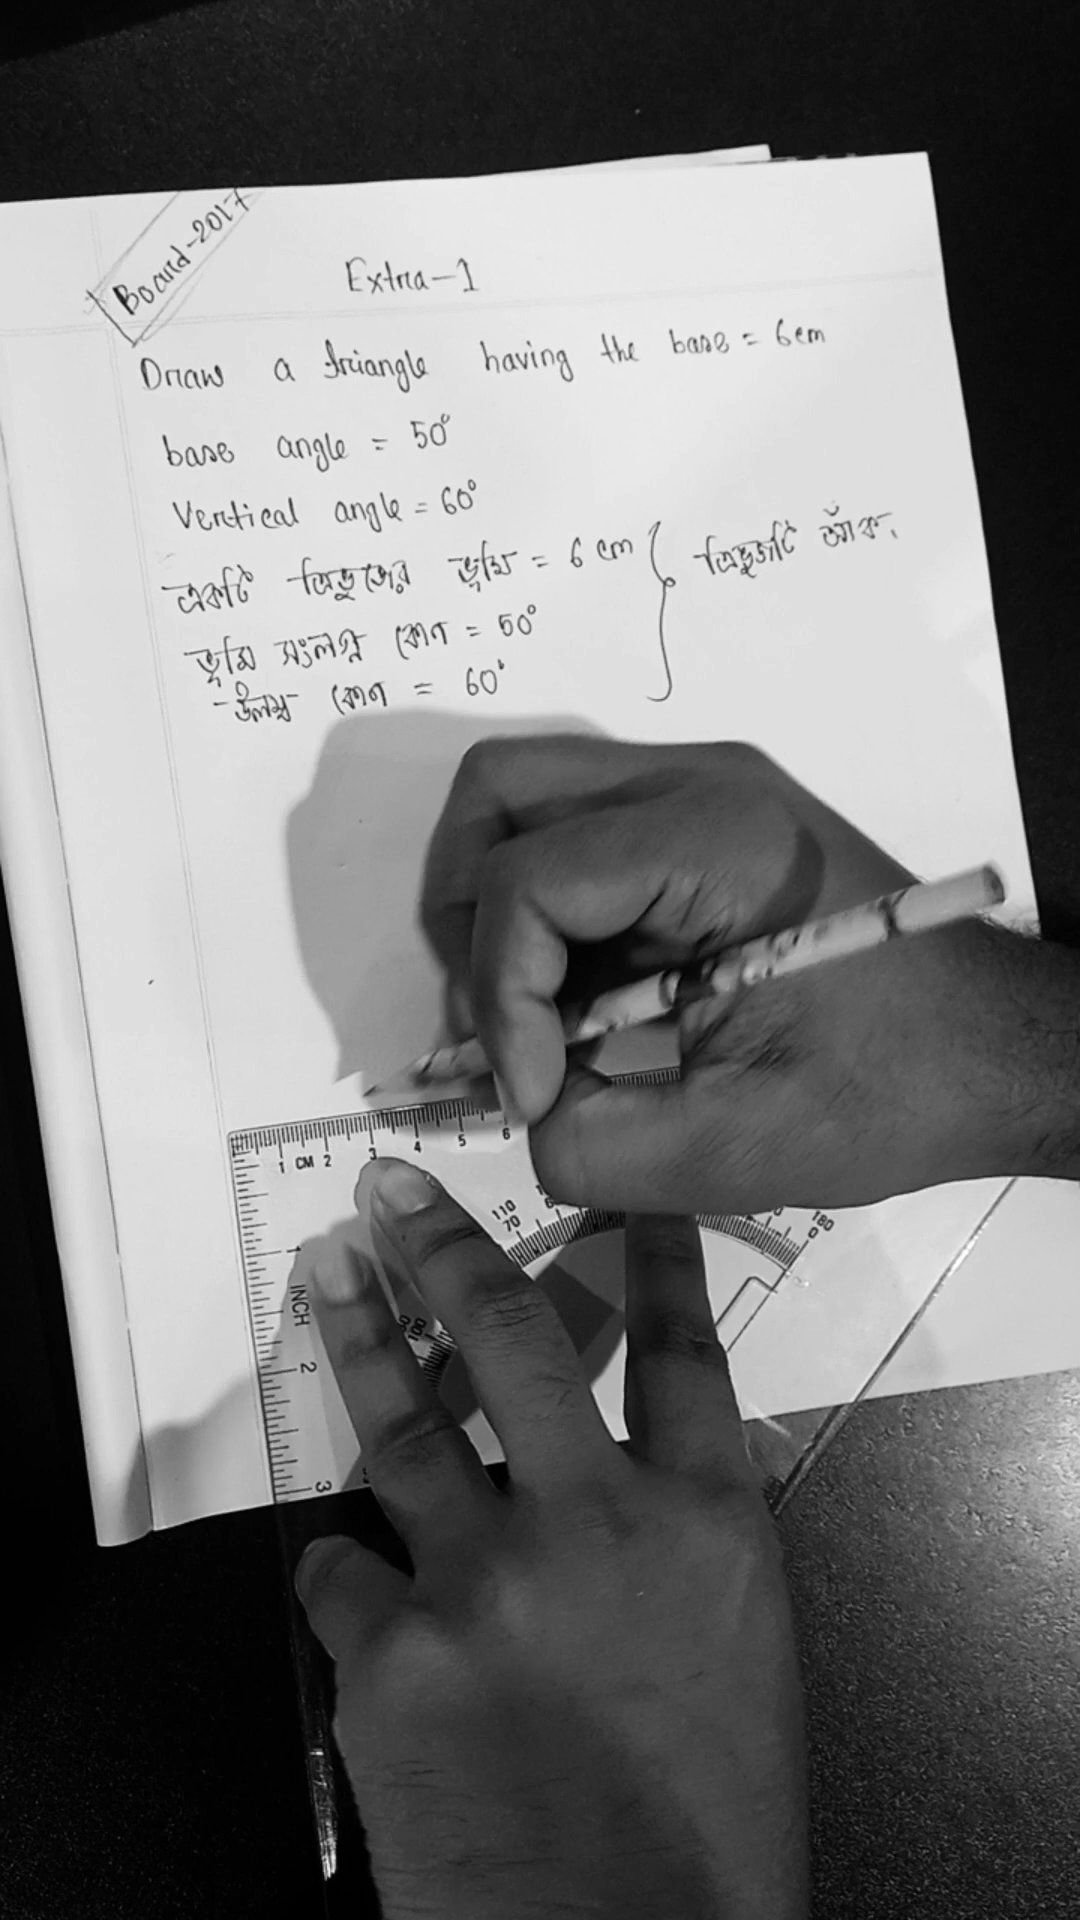 Board-2017
Extra-1
Draw a triangle having the base = 6cm
base angle = 50°
Vertical angle = 60°
একটি ত্রিভুজের ভূমি = 6 cm } ত্রিভুজটি আঁক.
ভূমি সংলগ্ন কোণ = 50°
উলম্ব কোণ = 60°
1 CM 2 3 4 5 6
110
70
180
0
100
1
INCH
2
3